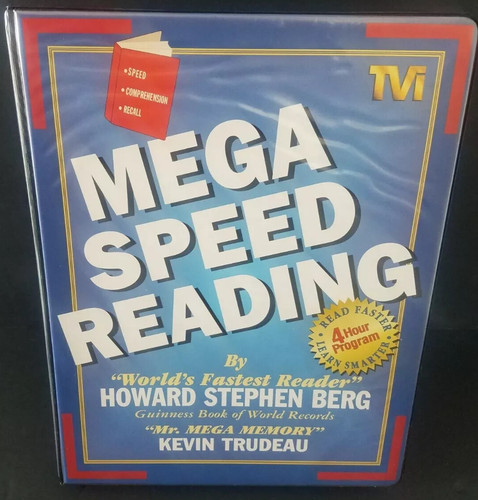 • SPEED
• COMPREHENSION
• RECALL
TVi
MEGA
SPEED
READING
READ FASTER
4 Hour
Program
LEARN SMARTER
By
"World's Fastest Reader"
HOWARD STEPHEN BERG
Guinness Book of World Records
"Mr. MEGA MEMORY"
KEVIN TRUDEAU